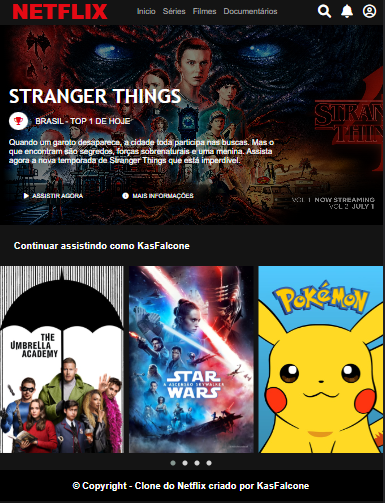 NETFLIX
Inicio Séries Filmes Documentários
STRANGER THINGS
BRASIL - TOP 1 DE HOJE
Quando um garoto desaparece, a cidade toda participa nas buscas. Mas o
que encontram são segredos, forças sobrenaturais e uma menina. Assista
agora a nova temporada de Stranger Things que está imperdível.
ASSISTIR AGORA
MAIS INFORMAÇÕES
STRAN
THIN
VOL 1 NOW STREAMING
VOL 2 JULY 1
Continuar assistindo como KasFalcone
THE
UMBRELLA
ACADEMY
STAR
A ASCENSÃO SKYWALKER
WARS
POKéMON
© Copyright - Clone do Netflix criado por KasFalcone